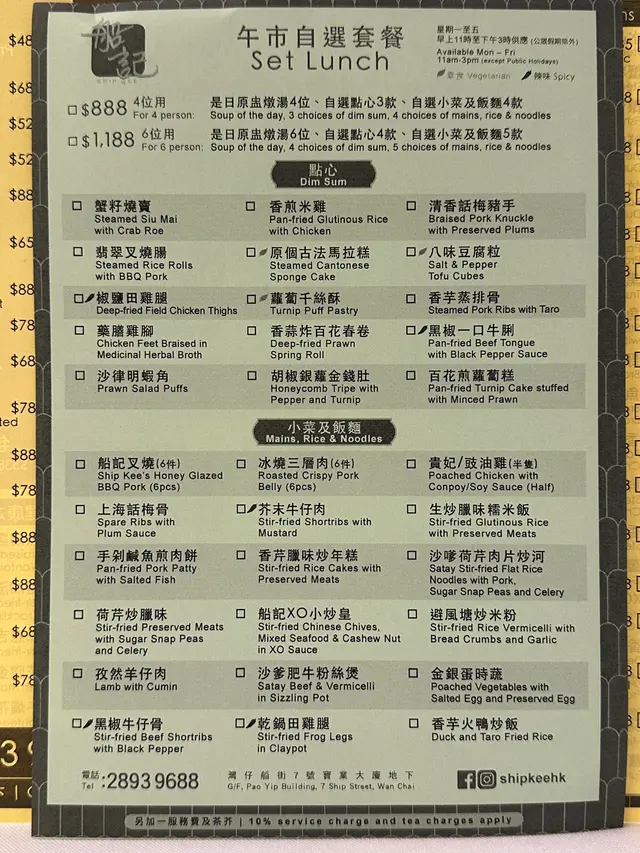 船記
SHIP KEE
午市自選套餐
Set Lunch
星期一至五
早上11時至下午3時供應 (公眾假期除外)
Available Mon – Fri
11am-3pm (except Public Holidays)
素食 Vegetarian 辣味 Spicy
$888 4位用 是日原盅燉湯4位、自選點心3款、自選小菜及飯麵4款
For 4 person: Soup of the day, 3 choices of dim sum, 4 choices of mains, rice & noodles
$1,188 6位用 是日原盅燉湯6位、自選點心4款、自選小菜及飯麵5款
For 6 person: Soup of the day, 4 choices of dim sum, 5 choices of mains, rice & noodles
點心
Dim Sum
蟹籽燒賣
Steamed Siu Mai
with Crab Roe
香煎米雞
Pan-fried Glutinous Rice
with Chicken
清香話梅豬手
Braised Pork Knuckle
with Preserved Plums
翡翠叉燒腸
Steamed Rice Rolls
with BBQ Pork
原個古法馬拉糕
Steamed Cantonese
Sponge Cake
八味豆腐粒
Salt & Pepper
Tofu Cubes
椒鹽田雞腿
Deep-fried Field Chicken Thighs
蘿蔔千絲酥
Turnip Puff Pastry
香芋蒸排骨
Steamed Pork Ribs with Taro
藥膳雞腳
Chicken Feet Braised in
Medicinal Herbal Broth
香蒜炸百花春卷
Deep-fried Prawn
Spring Roll
黑椒一口牛脷
Pan-fried Beef Tongue
with Black Pepper Sauce
沙律明蝦角
Prawn Salad Puffs
胡椒銀蘿金錢肚
Honeycomb Tripe with
Pepper and Turnip
百花煎蘿蔔糕
Pan-fried Turnip Cake stuffed
with Minced Prawn
小菜及飯麵
Mains, Rice & Noodles
船記叉燒(6件)
Ship Kee's Honey Glazed
BBQ Pork (6pcs)
冰燒三層肉(6件)
Roasted Crispy Pork
Belly (6pcs)
貴妃/豉油雞(半隻)
Poached Chicken with
Conpoy/Soy Sauce (Half)
上海話梅骨
Spare Ribs with
Plum Sauce
芥末牛仔肉
Stir-fried Shortribs with
Mustard
生炒臘味糯米飯
Stir-fried Glutinous Rice
with Preserved Meats
手剁鹹魚煎肉餅
Pan-fried Pork Patty
with Salted Fish
香芹臘味炒年糕
Stir-fried Rice Cakes with
Preserved Meats
沙嗲荷芹肉片炒河
Satay Stir-fried Flat Rice
Noodles with Pork,
Sugar Snap Peas and Celery
荷芹炒臘味
Stir-fried Preserved Meats
with Sugar Snap Peas
and Celery
船記XO小炒皇
Stir-fried Chinese Chives,
Mixed Seafood & Cashew Nut
in XO Sauce
避風塘炒米粉
Stir-fried Rice Vermicelli with
Bread Crumbs and Garlic
孜然羊仔肉
Lamb with Cumin
沙爹肥牛粉絲煲
Satay Beef & Vermicelli
in Sizzling Pot
金銀蛋時蔬
Poached Vegetables with
Salted Egg and Preserved Egg
黑椒牛仔骨
Stir-fried Beef Shortribs
with Black Pepper
乾鍋田雞腿
Stir-fried Frog Legs
in Claypot
香芋火鴨炒飯
Duck and Taro Fried Rice
電話
Tel :2893 9688
灣仔船街7號寶業大廈地下
G/F, Pao Yip Building, 7 Ship Street, Wan Chai
shipkeehk
另加一服務費及茶芥 | 10% service charge and tea charges apply